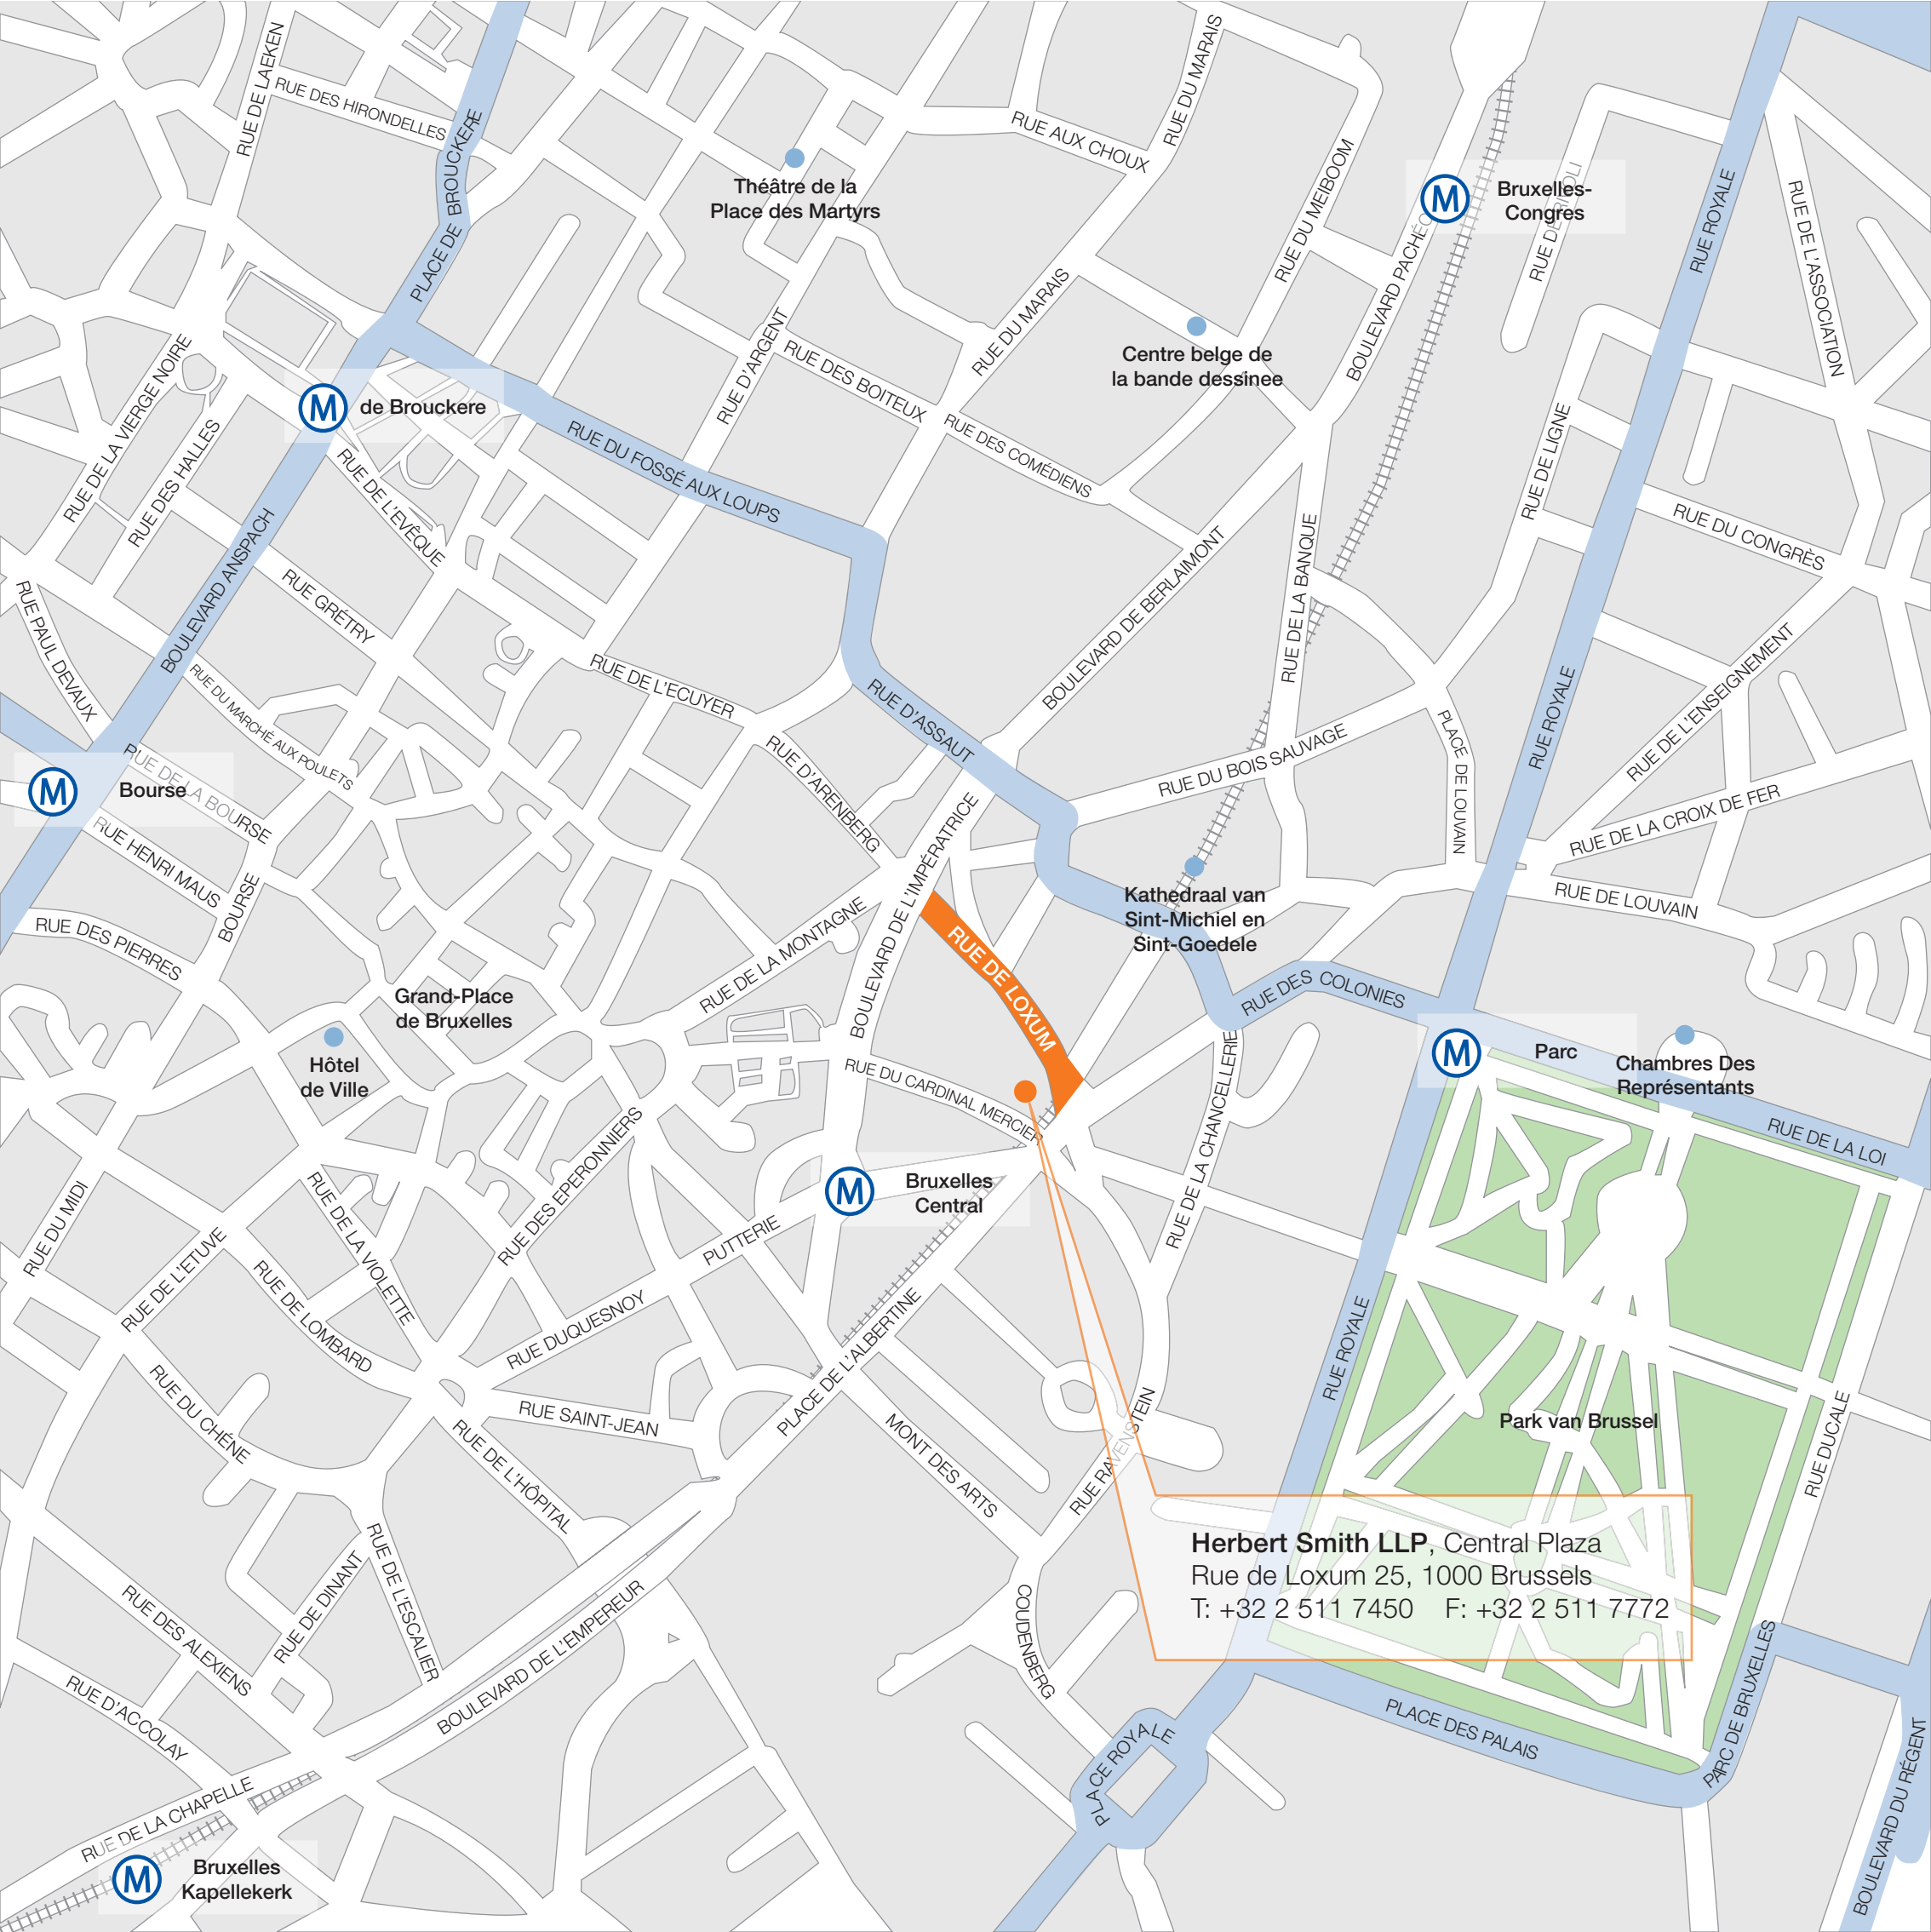 RUE DE LAEKEN
RUE DES HIRONDELLES
PLACE DE BROUCKERE
Théâtre de la
Place des Martyrs
RUE AUX CHOUX
RUE DU MARAIS
RUE DU MEIBOOM
M
Bruxelles-
Congres
BOULEVARD PACHÉCO
RUE ROYALE
RUE DE L'ASSOCIATION
RUE DE LA VIERGE NOIRE
RUE DES HALLES
M
de Brouckere
RUE DE L'EVÊQUE
RUE DU FOSSÉ AUX LOUPS
RUE D'ARGENT
RUE DES BOITEUX
RUE DU MARAIS
RUE DES COMÉDIENS
Centre belge de
la bande dessinee
RUE DE LIGNE
RUE DU CONGRÈS
RUE PAUL DEVAUX
BOULEVARD ANSPACH
RUE GRÉTRY
RUE DU MARCHÉ AUX POULETS
RUE DE L'ECUYER
RUE D'ASSAUT
BOULEVARD DE BERLAIMONT
RUE DE LA BANQUE
RUE DU BOIS SAUVAGE
PLACE DE LOUVAIN
RUE ROYALE
RUE DE L'ENSEIGNEMENT
RUE DE LA CROIX DE FER
RUE DE LOUVAIN
M
Bourse
RUE DE LA BOURSE
RUE HENRI MAUS
BOURSE
RUE DES PIERRES
RUE D'ARENBERG
BOULEVARD DE L'IMPÉRATRICE
RUE DE LA MONTAGNE
RUE DE LOXUM
Kathedraal van
Sint-Michiel en
Sint-Goedele
RUE DES COLONIES
Grand-Place
de Bruxelles
Hôtel
de Ville
RUE DU CARDINAL MERCIER
RUE DE LA CHANCELLERIE
M
Parc
Chambres Des
Représentants
RUE DE LA LOI
RUE DU MIDI
RUE DE L'ETUVE
RUE DE LA VIOLETTE
RUE DE LOMBARD
RUE DES EPERONNIERS
PUTTERIE
M
Bruxelles
Central
RUE DUQUESNOY
PLACE DE L'ALBERTINE
RUE ROYALE
Park van Brussel
RUE DUCALE
RUE DU CHÉNE
RUE SAINT-JEAN
RUE DE L'HÔPITAL
MONT DES ARTS
RUE RAVENSTEIN
Herbert Smith LLP, Central Plaza
Rue de Loxum 25, 1000 Brussels
T: +32 2 511 7450 F: +32 2 511 7772
RUE DE L'ESCALIER
RUE DE DINANT
RUE DES ALEXIENS
RUE D'ACCOLAY
BOULEVARD DE L'EMPEREUR
COUDENBERG
PLACE ROYALE
PLACE DES PALAIS
PARC DE BRUXELLES
BOULEVARD DU RÉGENT
RUE DE LA CHAPELLE
M
Bruxelles
Kapellekerk